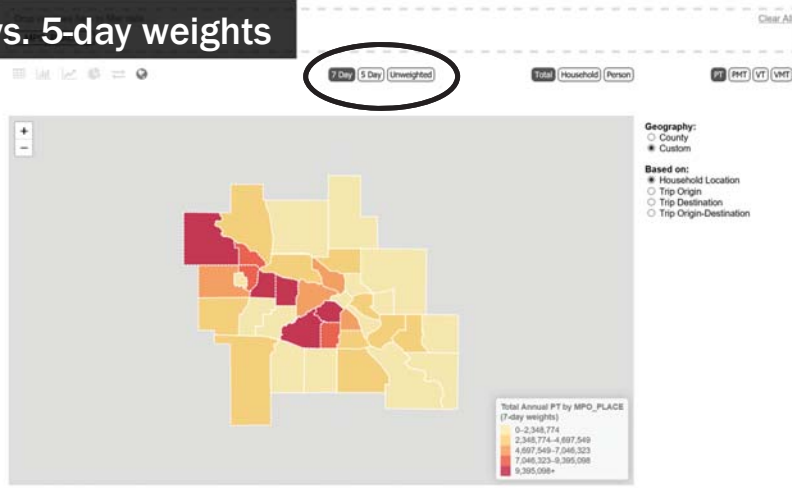 vs. 5-day weights
Clear All
7 Day 5 Day Unweighted
Total Household Person
PT PMT VT VMT
+
−
Geography:
County
Custom
Based on:
Household Location
Trip Origin
Trip Destination
Trip Origin-Destination
Total Annual PT by MPO_PLACE
(7-day weights)
0–2,348,774
2,348,774–4,697,549
4,697,549–7,046,323
7,046,323–9,395,098
9,395,098+